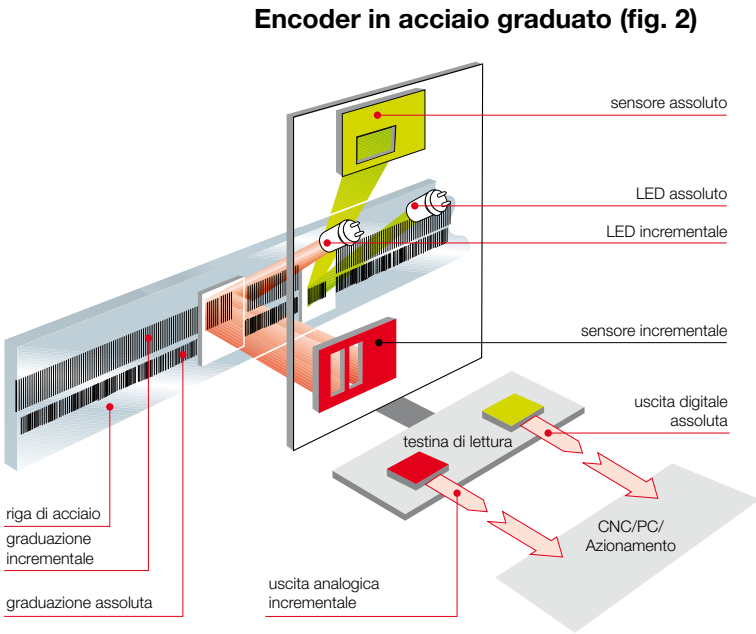 Encoder in acciaio graduato (fig. 2)
sensore assoluto
LED assoluto
LED incrementale
sensore incrementale
uscita digitale
assoluta
testina di lettura
CNC/PC/
Azionamento
riga di acciaio
graduazione
incrementale
graduazione assoluta
uscita analogica
incrementale